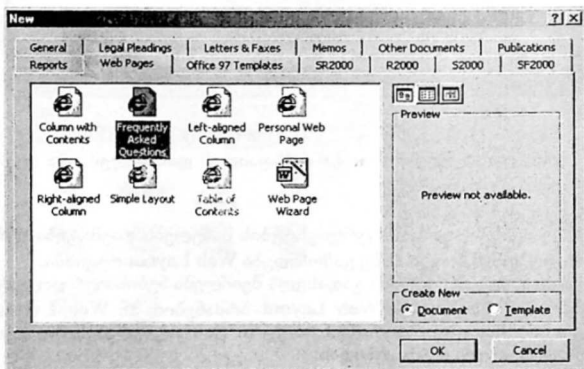 New
General Legal Pleadings Letters & Faxes Memos Other Documents Publications
Reports Web Pages Office 97 Templates SR2000 R2000 S2000 SF2000
Column with Contents
Frequently Asked Questions
Left-aligned Column
Personal Web Page
Right-aligned Column
Simple Layout
Table of Contents
Web Page Wizard
Preview
Preview not available.
Create New
Document Template
OK Cancel